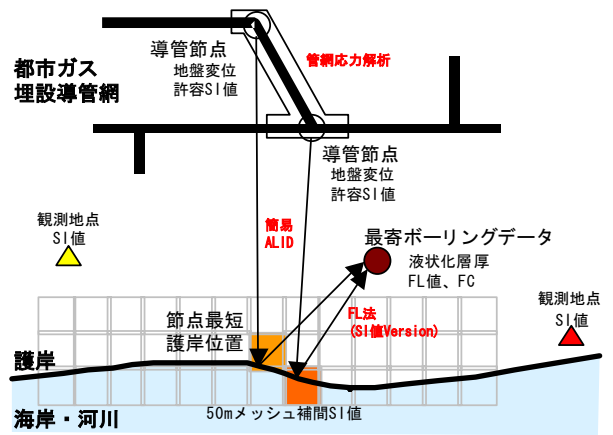 導管節点
地盤変位
許容SI値
管網応力解析
都市ガス
埋設導管網
導管節点
地盤変位
許容SI値
観測地点
SI値
簡易
ALID
最寄ボーリングデータ
液状化層厚
FL値、FC
観測地点
SI値
節点最短
護岸位置
FL法
(SI値Version)
護岸
海岸・河川
50mメッシュ補間SI値